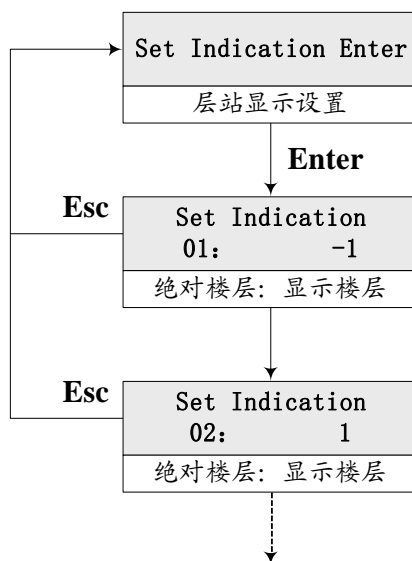 Set Indication Enter
层站显示设置
Enter
Esc
Set Indication
01: -1
绝对楼层: 显示楼层
Esc
Set Indication
02: 1
绝对楼层: 显示楼层